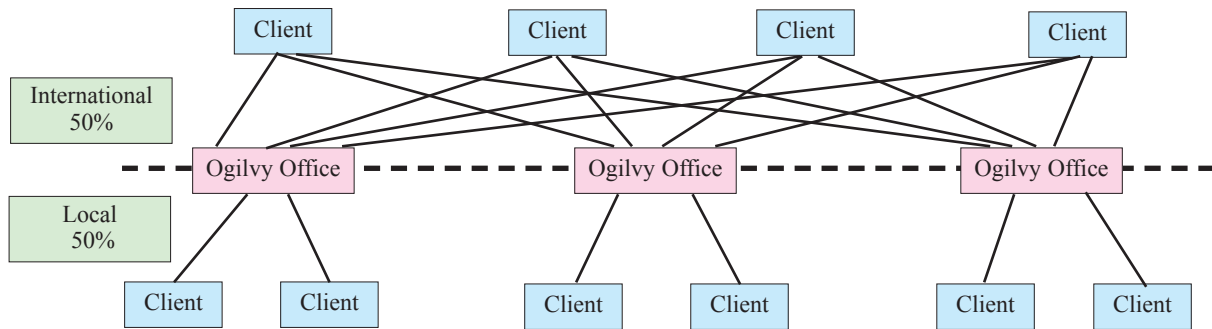 Client
Client
Client
Client
International
50%
Ogilvy Office
Ogilvy Office
Ogilvy Office
Local
50%
Client
Client
Client
Client
Client
Client